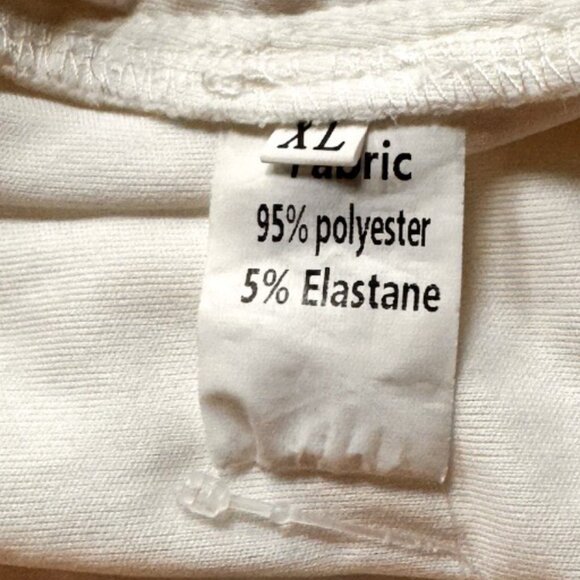 XL
Fabric
95% polyester
5% Elastane